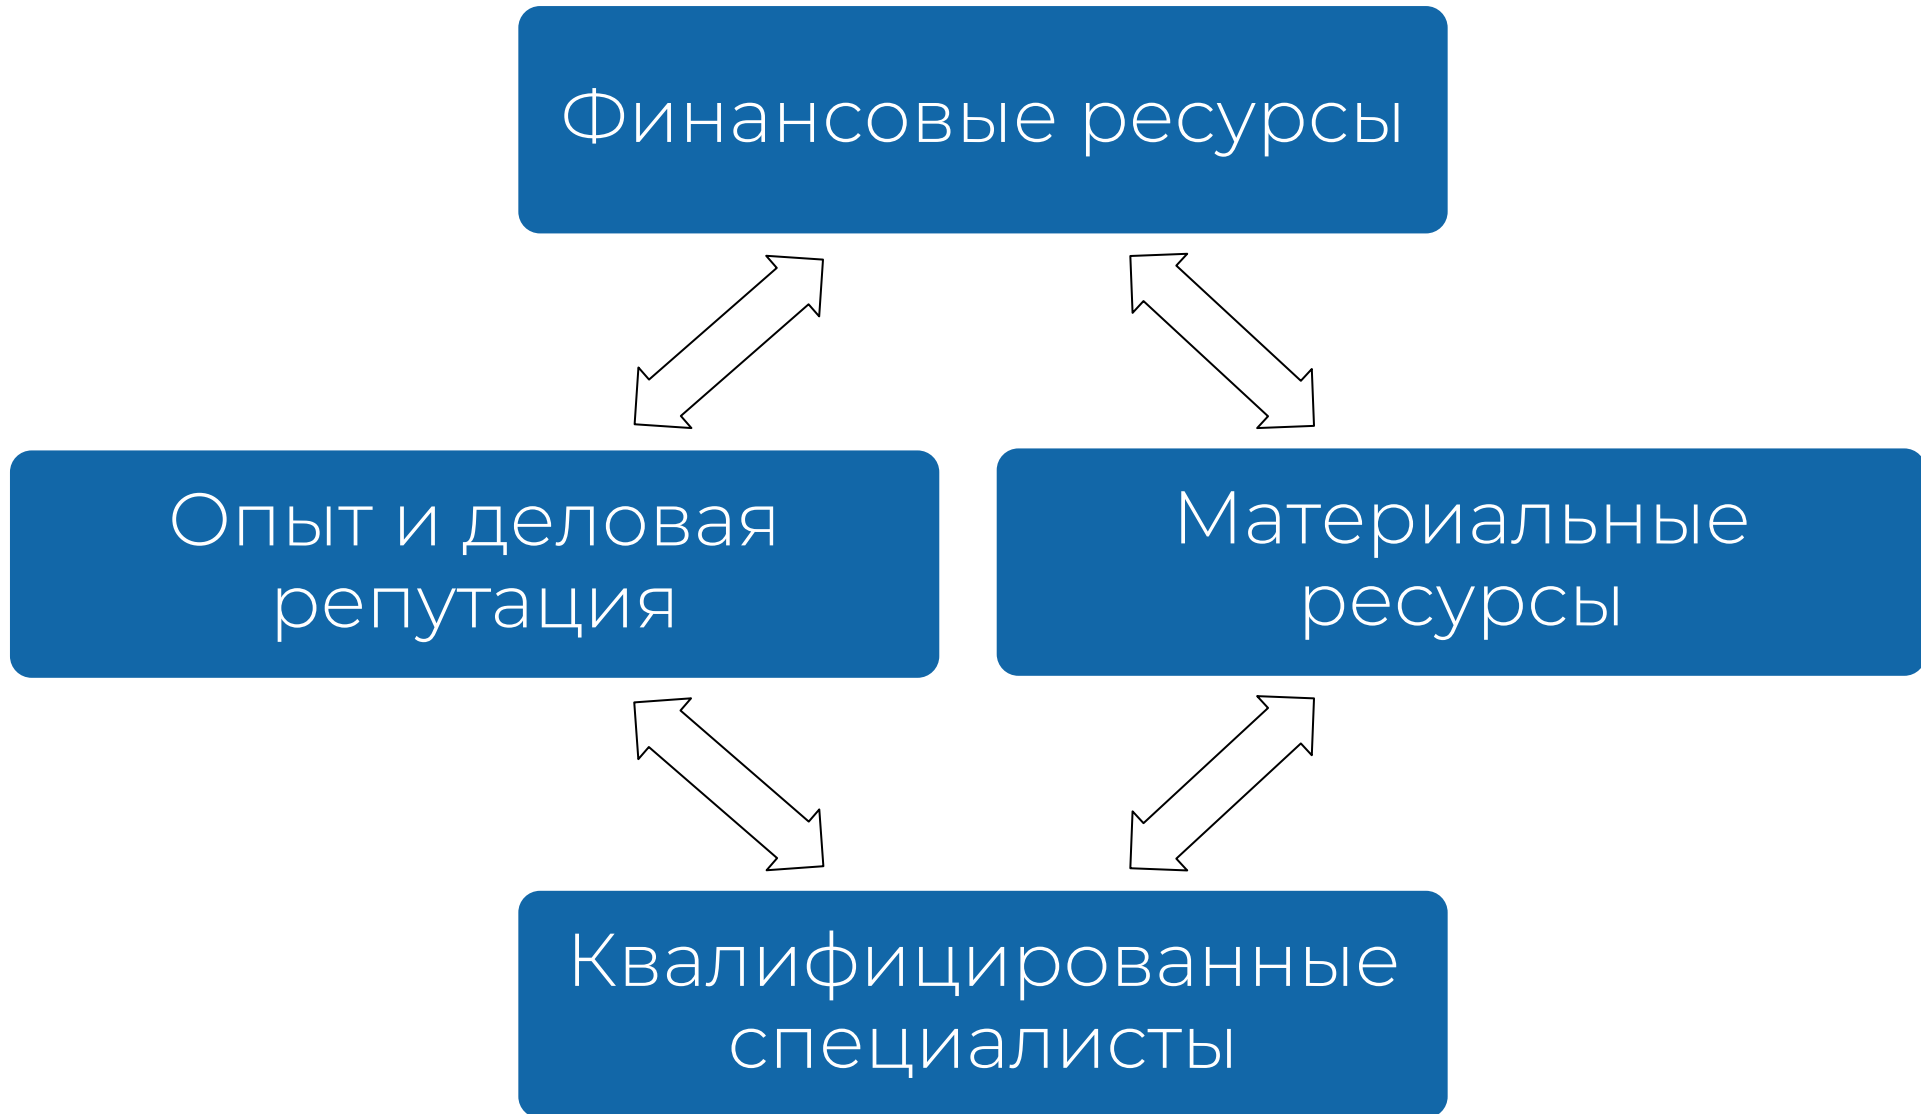 Финансовые ресурсы
Опыт и деловая
репутация
Материальные
ресурсы
Квалифицированные
специалисты